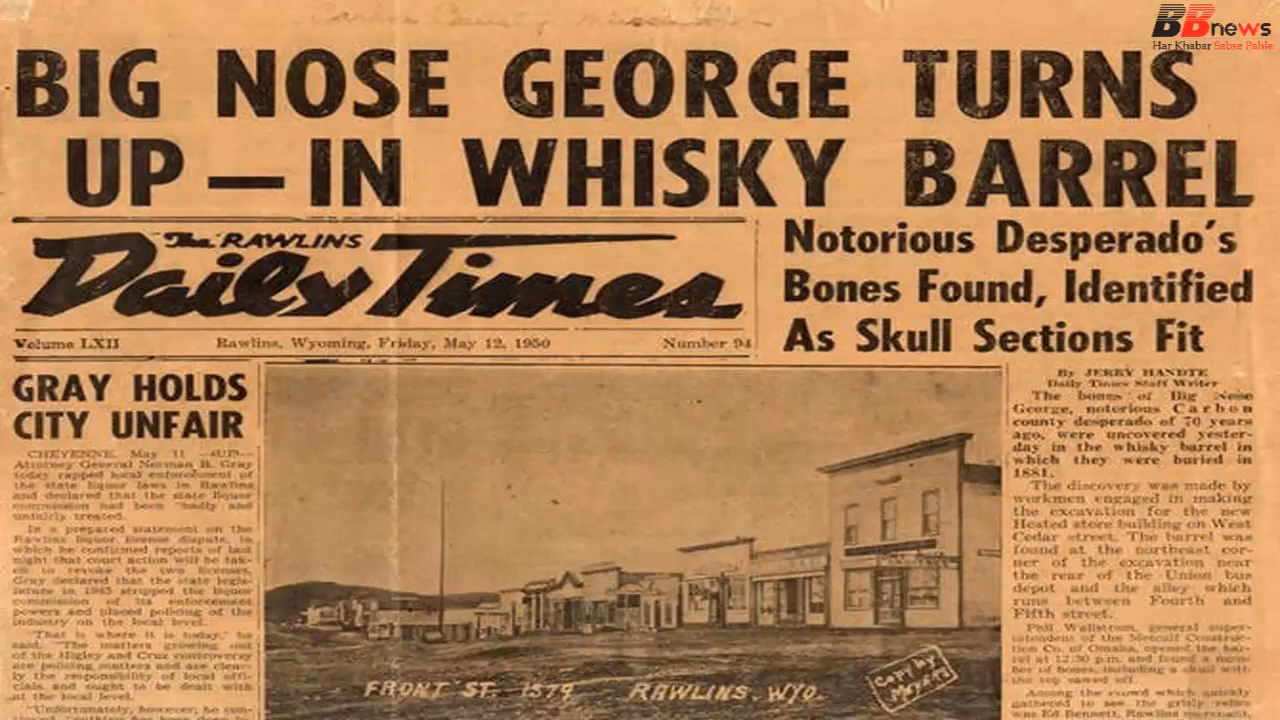 BBnews
Har Khabar Sabse Pahle
BIG NOSE GEORGE TURNS
UP — IN WHISKY BARREL
The RAWLINS
Daily Times
Volume LXII Rawlins, Wyoming, Friday, May 12, 1950 Number 94
Notorious Desperado's
Bones Found, Identified
As Skull Sections Fit
GRAY HOLDS
CITY UNFAIR
CHEYENNE, May 11 —(UP)—
Attorney General Norman B. Gray
today rapped local enforcement of
the state liquor laws in Rawlins
and declared that the state liquor
commission had been "badly and
unfairly treated.
In a prepared statement on the
Rawlins liquor license dispute, in
which he confirmed reports of last
night that court action will be tak-
en to revoke the two licenses,
Gray declared that the state legis-
lature in 1935 stripped the liquor
commission of its enforcement
powers and placed policing of the
industry on the local level.
"That is where it is today," he
said. "The matters growing out
of the Higley and Cruz controversy
are policing matters and are clear-
ly the responsibility of local offi-
cials and ought to be dealt with
at the local level.
"Unfortunately, however," he con-
FRONT ST. 1879 RAWLINS. WYO.
Copy by
Meyers
By JERRY HANDTE
Daily Times Staff Writer
The bones of Big Nose
George, notorious Carbon
county desperado of 70 years
ago, were uncovered yester-
day in the whisky barrel in
which they were buried in
1881.
The discovery was made by
workmen engaged in making
the excavation for the new
Hested store building on West
Cedar street. The barrel was
found at the northeast cor-
ner of the excavation near
the rear of the Union bus
depot and the alley which
runs between Fourth and
Fifth street.
Phil Wallstrom, general super-
intendent of the Metcalf Construc-
tion Co. of Omaha, opened the bar-
rel at 12:30 p.m. and found a num-
ber of bones, including a skull with
the top sawed off.
Among the crowd which quickly
gathered to see the grisly relics
was Ed Bennett, Rawlins merchant,